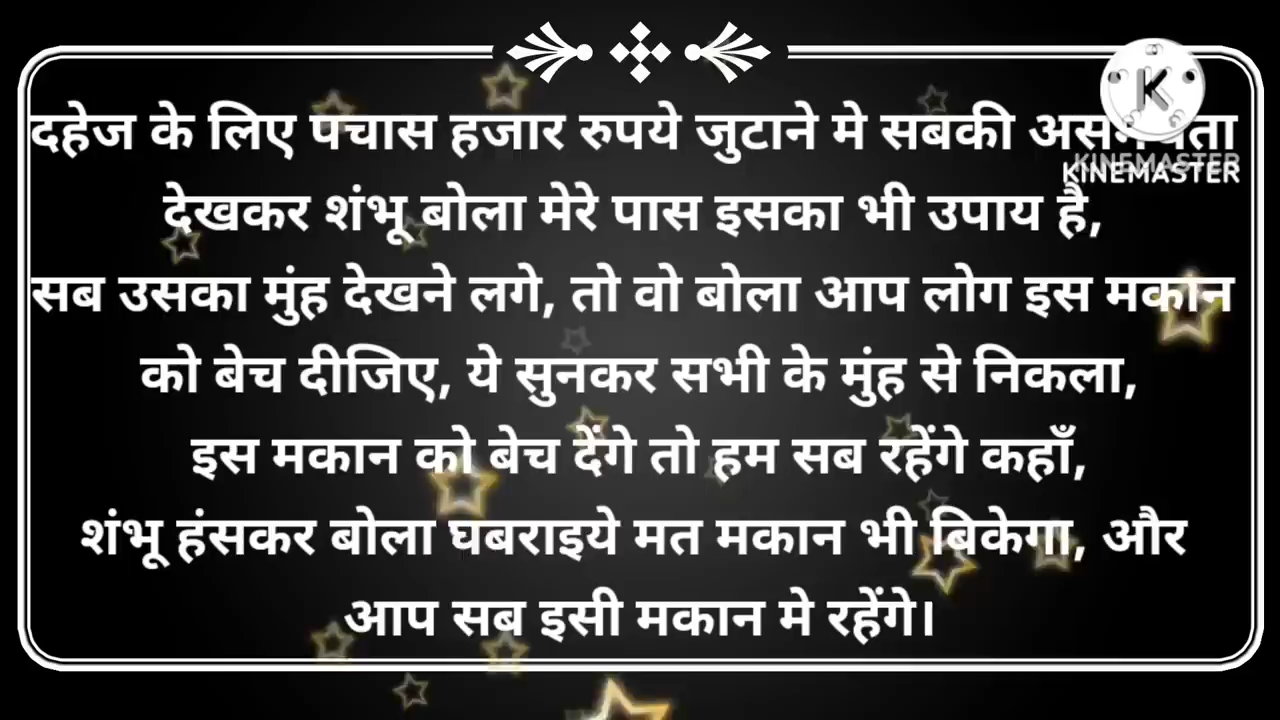 दहेज के लिए पचास हजार रुपये जुटाने मे सबकी
देखकर शंभू बोला मेरे पास इसका भी उपाय है,
सब उसका मुंह देखने लगे, तो वो बोला आप लोग इस मकान
को बेच दीजिए, ये सुनकर सभी के मुंह से निकला,
इस मकान को बेच देंगे तो हम सब रहेंगे कहाँ,
शंभू हंसकर बोला घबराइये मत मकान भी बिकेगा, और
आप सब इसी मकान मे रहेंगे।
K
KINEMASTER
KINEMASTER